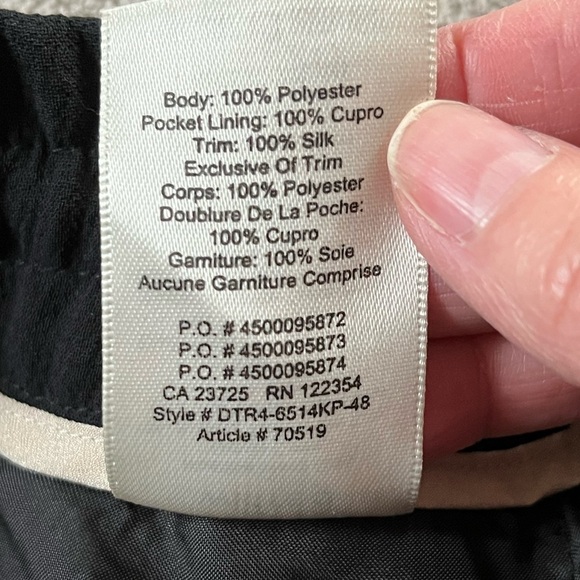 Body: 100% Polyester
Pocket Lining: 100% Cupro
Trim: 100% Silk
Exclusive Of Trim
Corps: 100% Polyester
Doublure De La Poche:
100% Cupro
Garniture: 100% Soie
Aucune Garniture Comprise
P.O. # 4500095872
P.O. # 4500095873
P.O. # 4500095874
CA 23725 RN 122354
Style # DTR4-6514KP-48
Article # 70519